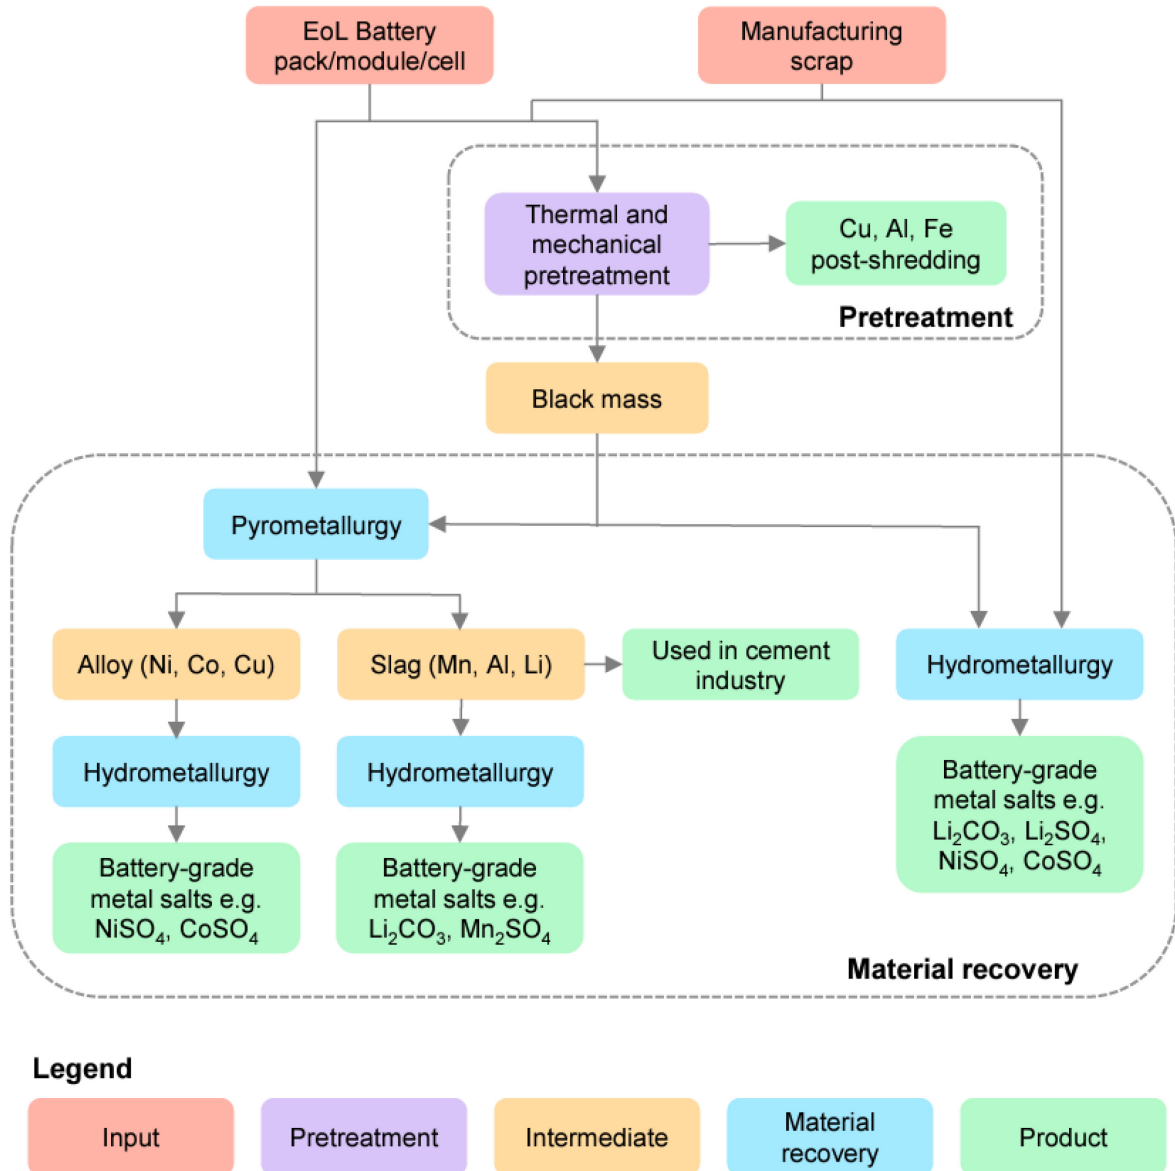 EoL Battery
pack/module/cell
Manufacturing
scrap
Thermal and
mechanical
pretreatment
Cu, Al, Fe
post-shredding
Pretreatment
Black mass
Pyrometallurgy
Alloy (Ni, Co, Cu)
Slag (Mn, Al, Li)
Used in cement
industry
Hydrometallurgy
Hydrometallurgy
Hydrometallurgy
Battery-grade
metal salts e.g.
NiSO₄, CoSO₄
Battery-grade
metal salts e.g.
Li₂CO₃, Mn₂SO₄
Battery-grade
metal salts e.g.
Li₂CO₃, Li₂SO₄,
NiSO₄, CoSO₄
Material recovery
Legend
Input
Pretreatment
Intermediate
Material
recovery
Product